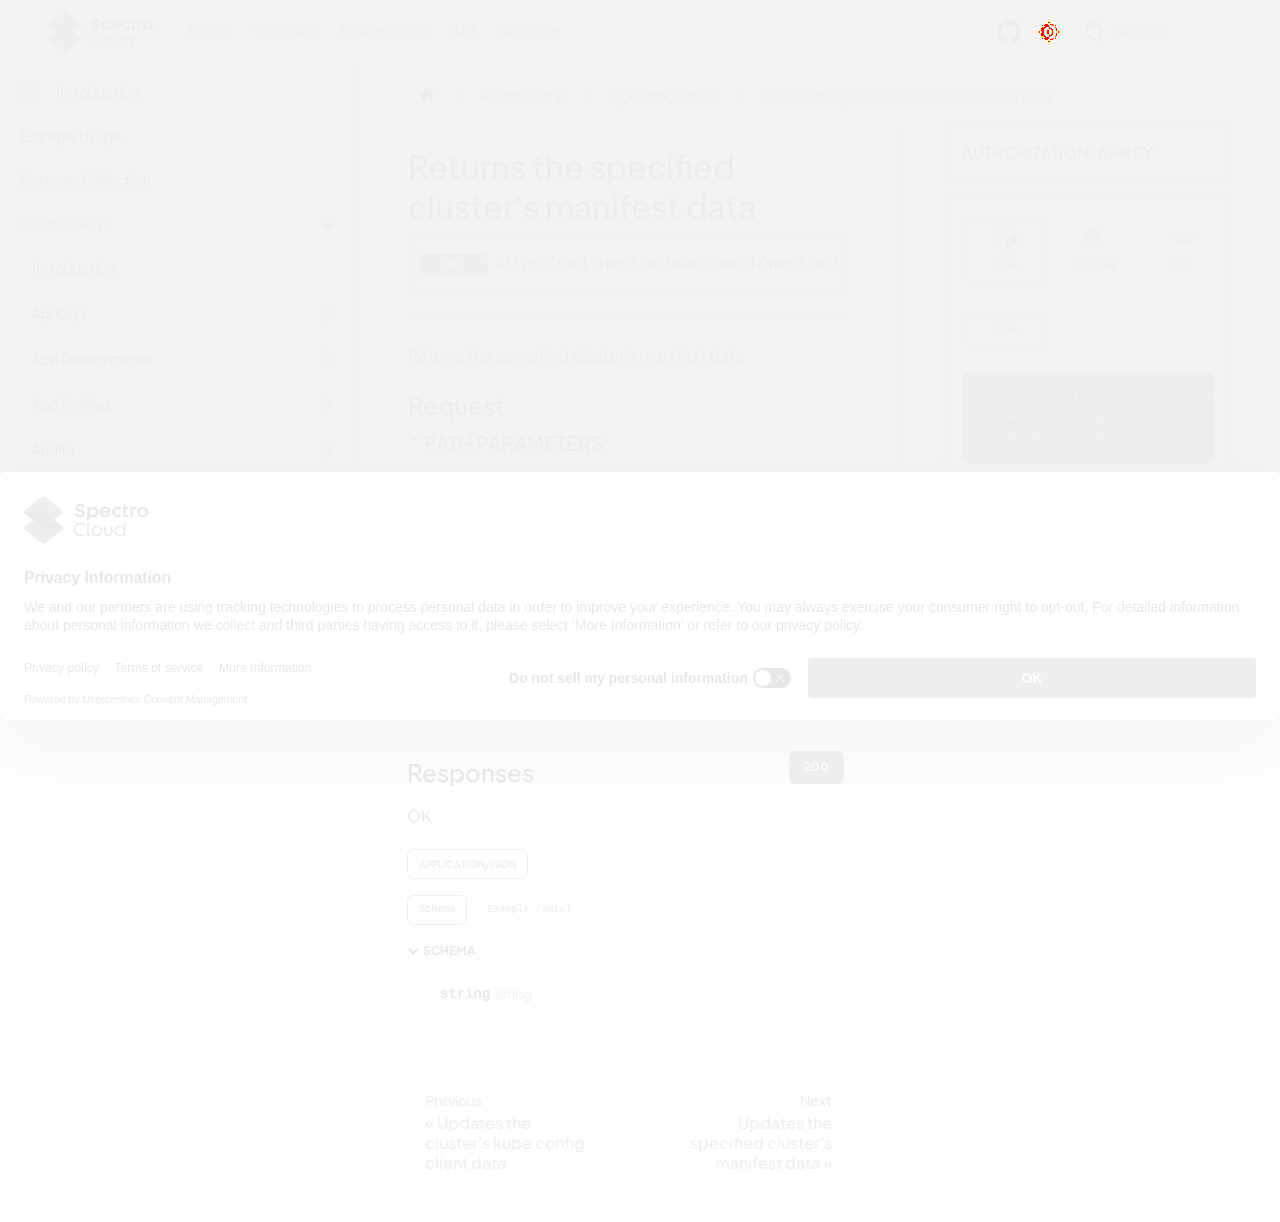 Spectro
Cloud
Docs
Tutorials
Downloads
API
latest
Search
Introduction
Palette API V1
Spectroclusters
Returns the specified cluster's manifest data
Example Usage
Postman Collection
Palette API V1
Introduction
Api Keys
App Deployments
App Profiles
Audits
Returns the specified
cluster's manifest data
GET
https://api.spectrocloud.com/v1/spectroclu
Returns the specified cluster's manifest data
Request
PATH PARAMETERS
AUTHORIZATION: APIKEY
CURL
PYTHON
GO
CURL
Spectro
Cloud
Privacy Information
We and our partners are using tracking technologies to process personal data in order to improve your experience. You may always exercise your consumer right to opt-out. For detailed information
about personal information we collect and third parties having access to it, please select ‘More Information’ or refer to our privacy policy.
Privacy policy
Terms of service
More Information
Do not sell my personal information
OK
Powered by Usercentrics Consent Management
Responses
200
OK
APPLICATION/JSON
Schema
Example (auto)
SCHEMA
string string
Previous
« Updates the
cluster's kube config
client data
Next
Updates the
specified cluster's
manifest data »